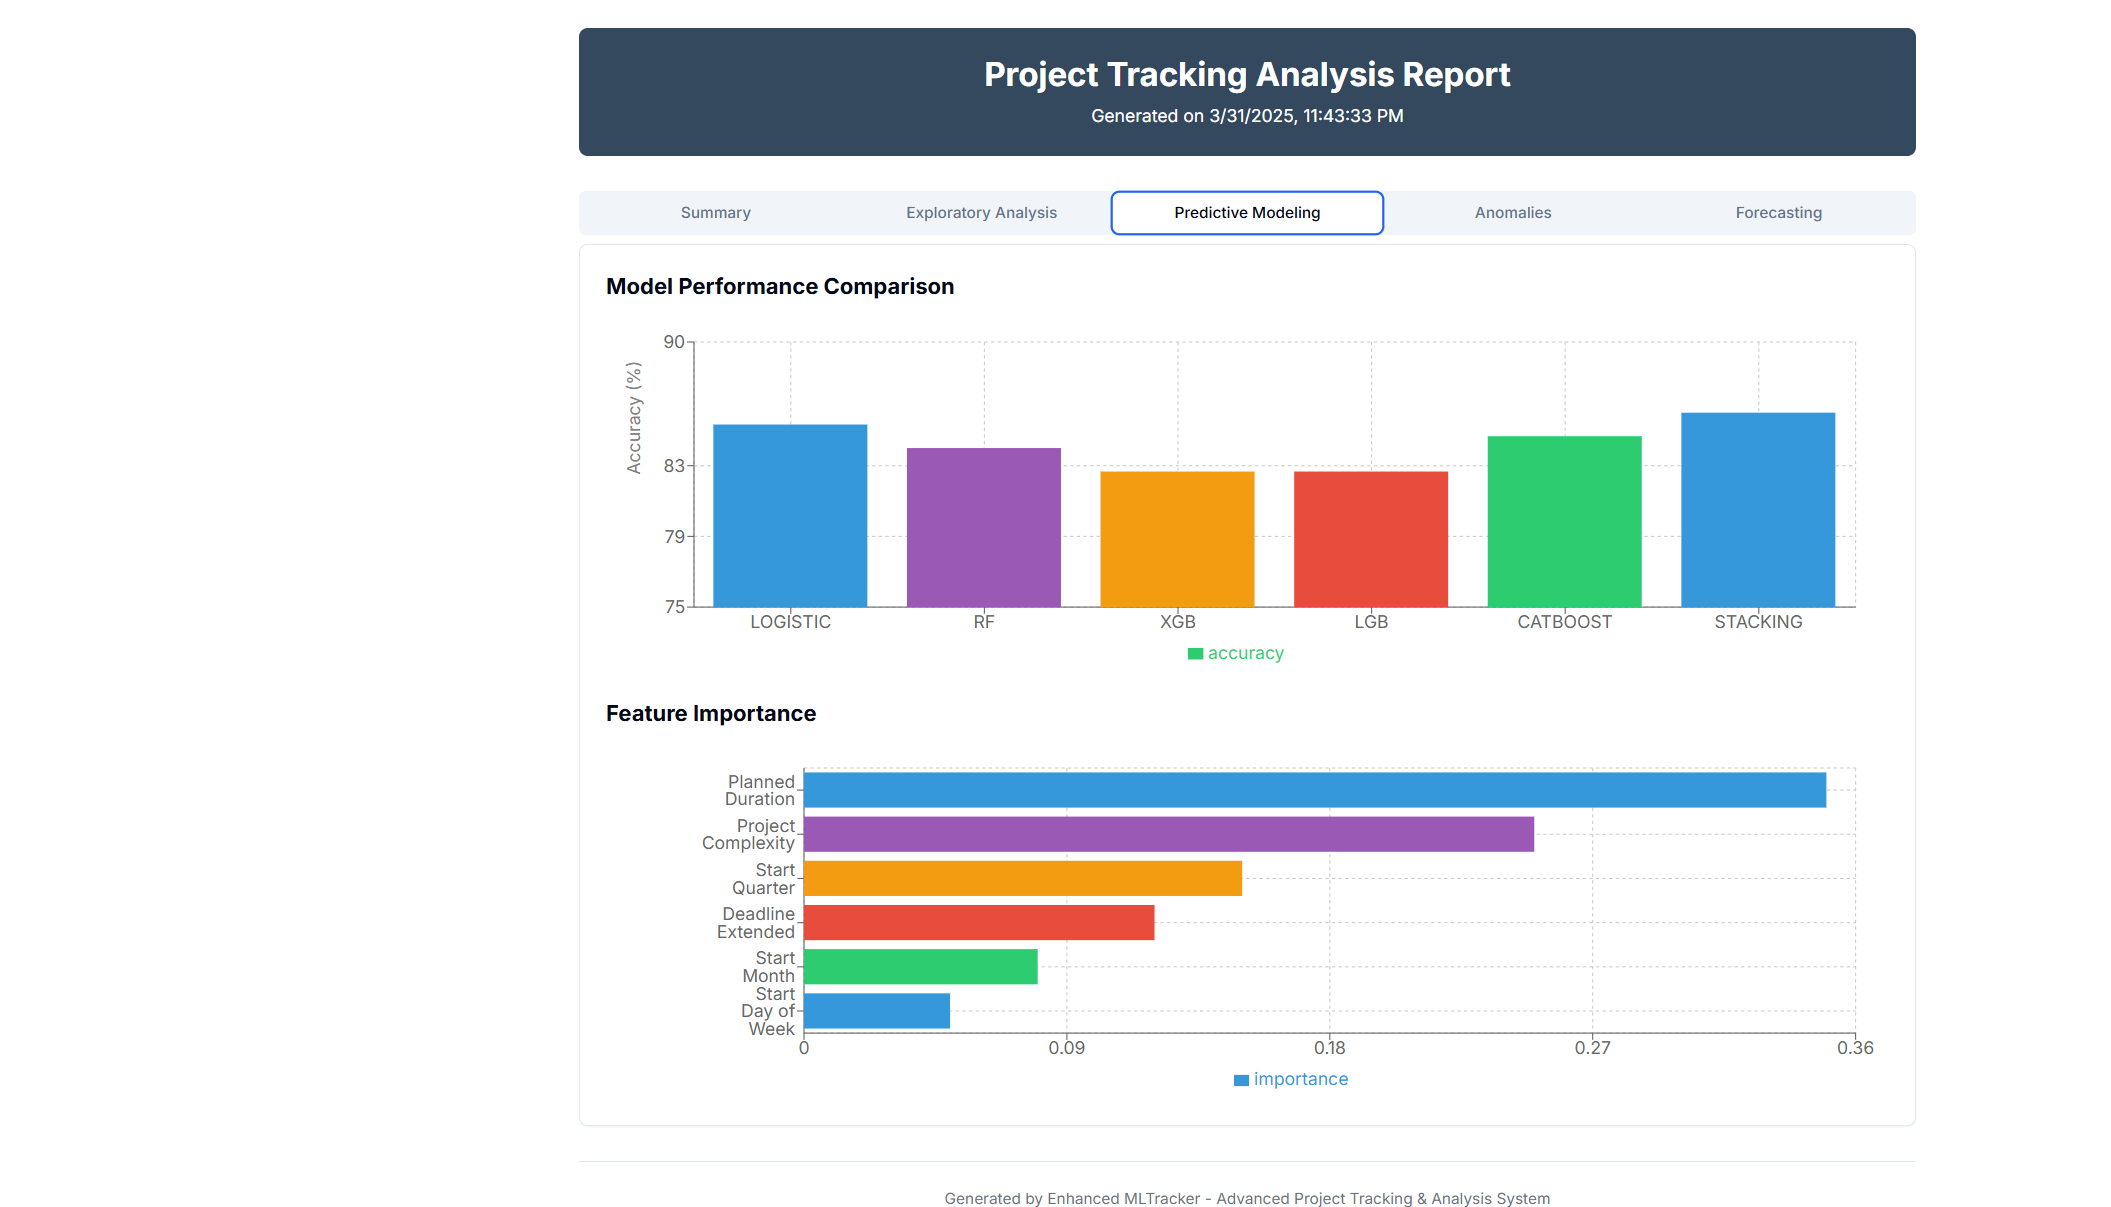 Project Tracking Analysis Report
Generated on 3/31/2025, 11:43:33 PM
Summary
Exploratory Analysis
Predictive Modeling
Anomalies
Forecasting
Model Performance Comparison
Accuracy (%)
90
83
79
75
LOGISTIC
RF
XGB
LGB
CATBOOST
STACKING
accuracy
Feature Importance
Planned
Duration
Project
Complexity
Start
Quarter
Deadline
Extended
Start
Month
Start
Day of
Week
0
0.09
0.18
0.27
0.36
importance
Generated by Enhanced MLTracker - Advanced Project Tracking & Analysis System